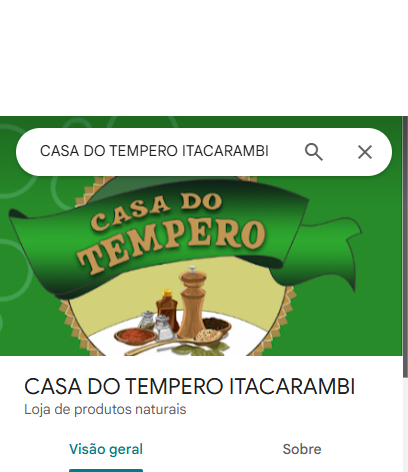 CASA DO TEMPERO ITACARAMBI
CASA DO
TEMPERO
CASA DO TEMPERO ITACARAMBI
Loja de produtos naturais
Visão geral
Sobre